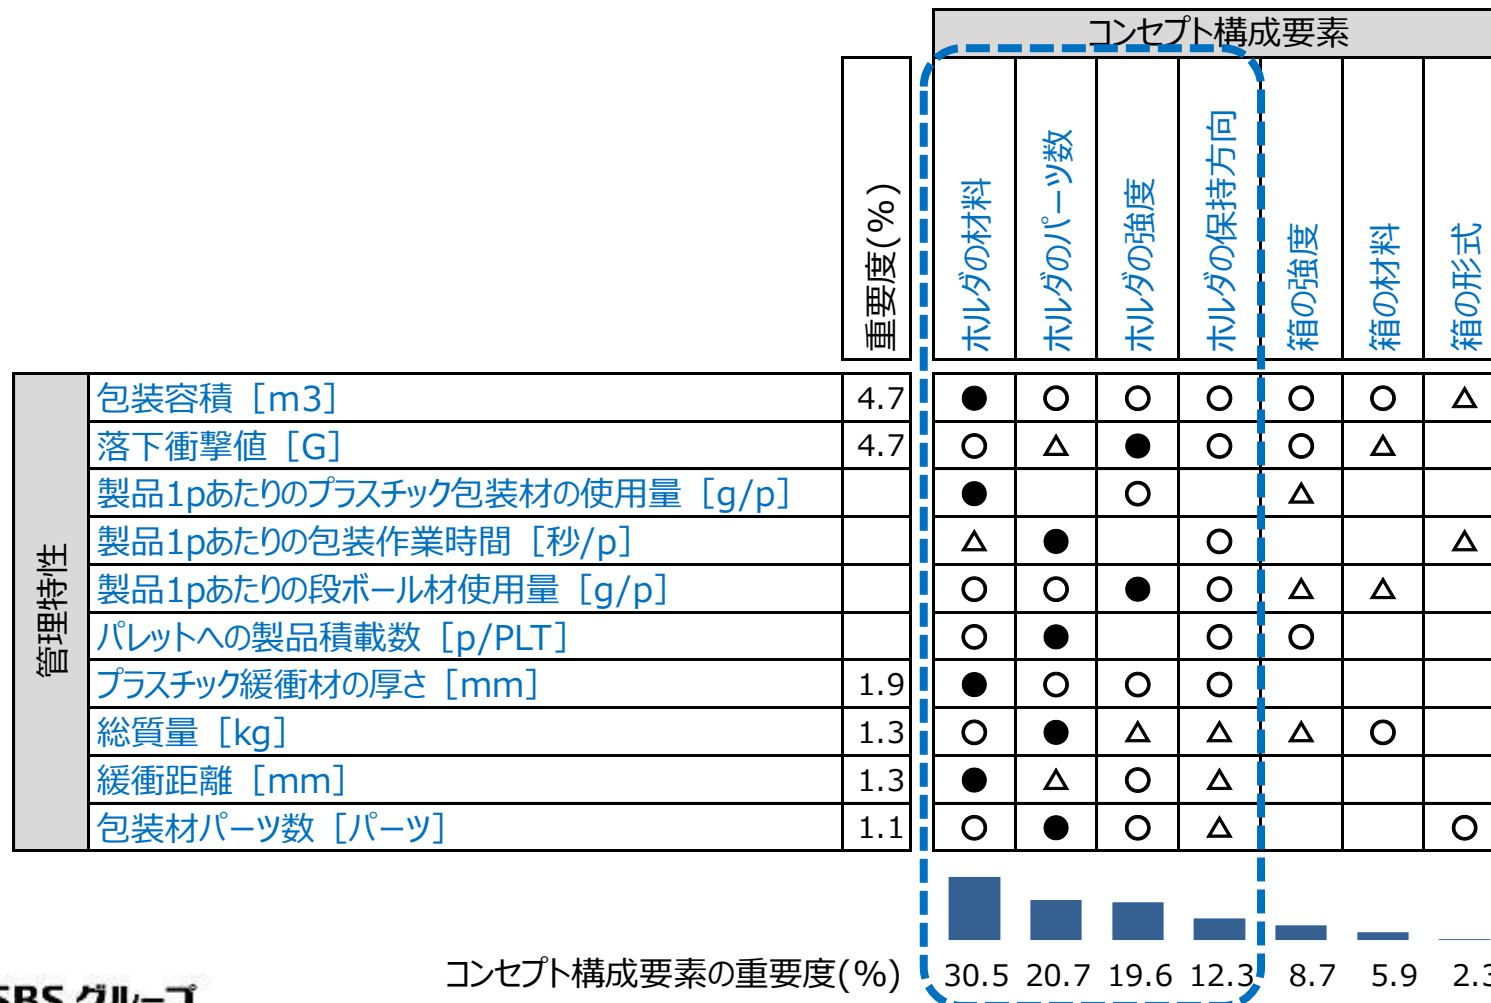 コンセプト構成要素
重要度(%)
ホルダの材料
ホルダのパーツ数
ホルダの強度
ホルダの保持方向
箱の強度
箱の材料
箱の形式
管理特性
包装容積［m3］ 4.7 ● ○ ○ ○ ○ ○ △
落下衝撃値［G］ 4.7 ○ △ ● ○ ○ △
製品1pあたりのプラスチック包装材の使用量［g/p］ ● ○ △
製品1pあたりの包装作業時間［秒/p］ △ ● ○ △
製品1pあたりの段ボール材使用量［g/p］ ○ ○ ● ○ △ △
パレットへの製品積載数［p/PLT］ ○ ● ○ ○
プラスチック緩衝材の厚さ［mm］ 1.9 ● ○ ○ ○
総質量［kg］ 1.3 ○ ● △ △ △ ○
緩衝距離［mm］ 1.3 ● △ ○ △
包装材パーツ数［パーツ］ 1.1 ○ ● ○ △ ○
コンセプト構成要素の重要度(%) 30.5 20.7 19.6 12.3 8.7 5.9 2.3
SBSグループ